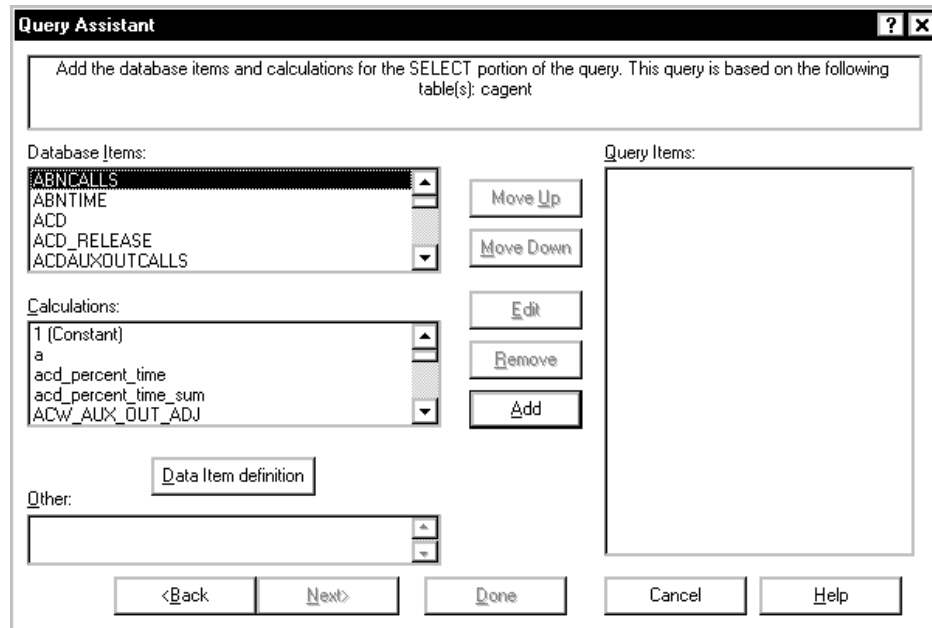 Query Assistant
Add the database items and calculations for the SELECT portion of the query. This query is based on the following
table(s): cagent
Database Items:
ABNCALLS
ABNTIME
ACD
ACD_RELEASE
ACDAUXOUTCALLS
Calculations:
1 (Constant)
a
acd_percent_time
acd_percent_time_sum
ACW_AUX_OUT_ADJ
Data Item definition
Other:
Move Up
Move Down
Edit
Remove
Add
Query Items:
<Back
Next>
Done
Cancel
Help